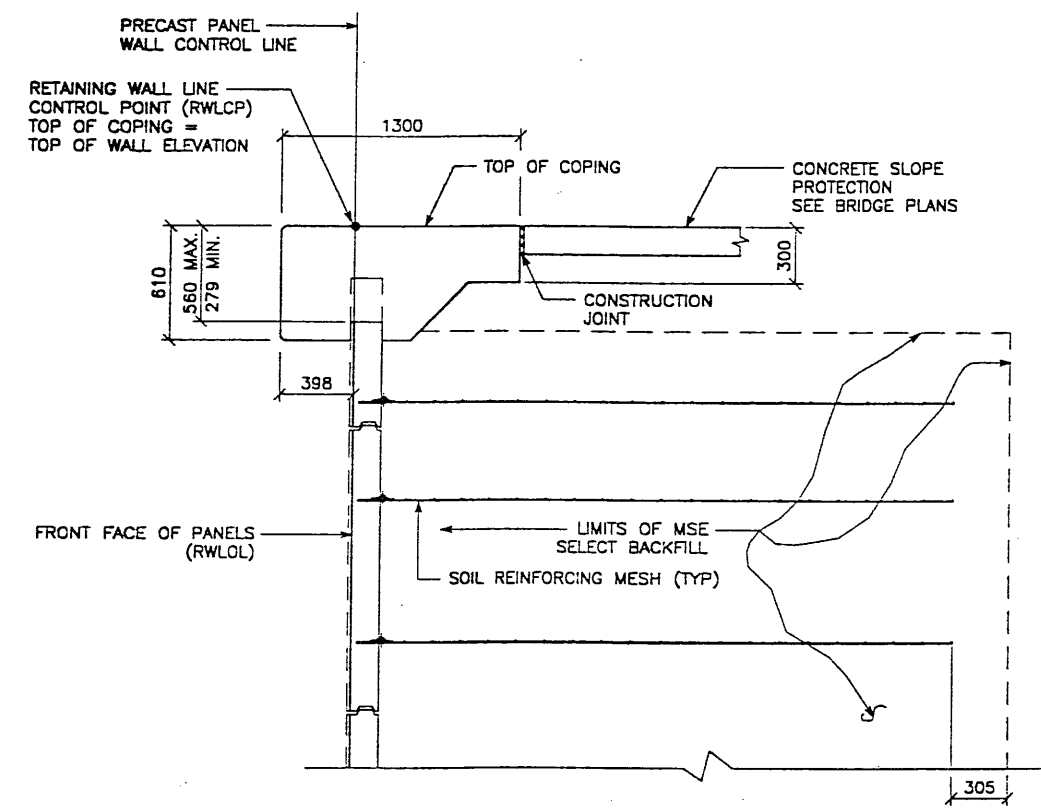 PRECAST PANEL
WALL CONTROL LINE
RETAINING WALL LINE
CONTROL POINT (RWLCP)
TOP OF COPING =
TOP OF WALL ELEVATION
1300
TOP OF COPING
CONCRETE SLOPE
PROTECTION
SEE BRIDGE PLANS
610
560 MAX.
279 MIN.
300
CONSTRUCTION
JOINT
398
FRONT FACE OF PANELS
(RWLOL)
LIMITS OF MSE
SELECT BACKFILL
SOIL REINFORCING MESH (TYP)
305